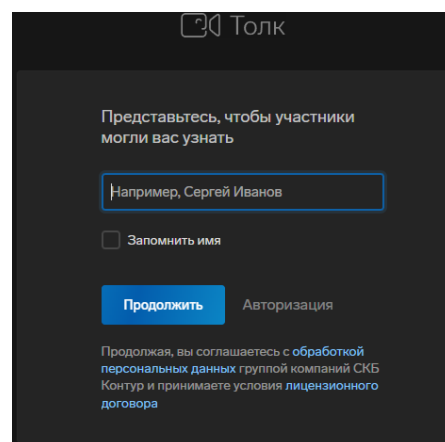 Толк
Представьтесь, чтобы участники
могли вас узнать
Например, Сергей Иванов
Запомнить имя
Продолжить Авторизация
Продолжая, вы соглашаетесь с обработкой
персональных данных группой компаний СКБ
Контур и принимаете условия лицензионного
договора